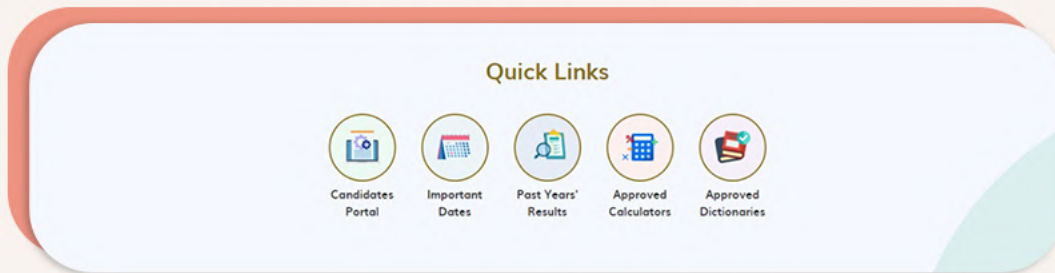 Quick Links
Candidates Portal
Important Dates
Past Years' Results
Approved Calculators
Approved Dictionaries